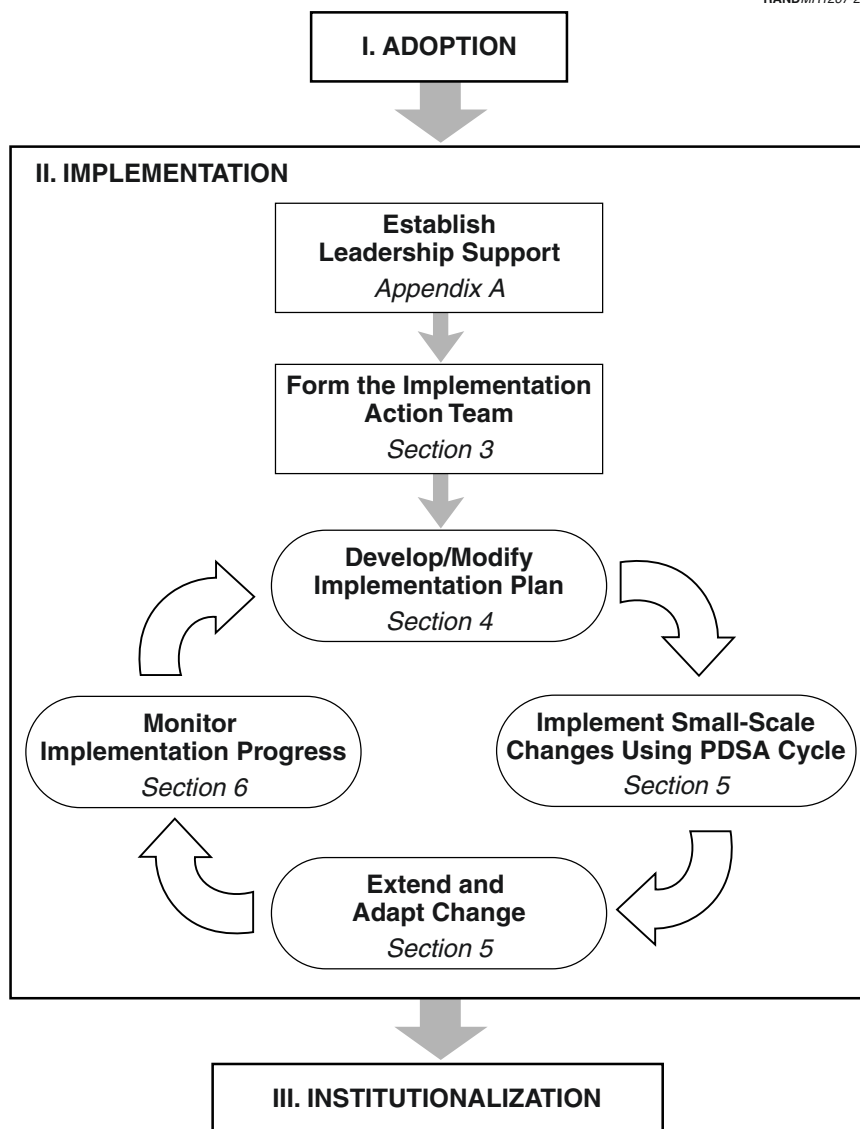 I. ADOPTION
II. IMPLEMENTATION
Establish
Leadership Support
Appendix A
Form the Implementation
Action Team
Section 3
Develop/Modify
Implementation Plan
Section 4
Monitor
Implementation Progress
Section 6
Implement Small-Scale
Changes Using PDSA Cycle
Section 5
Extend and
Adapt Change
Section 5
III. INSTITUTIONALIZATION